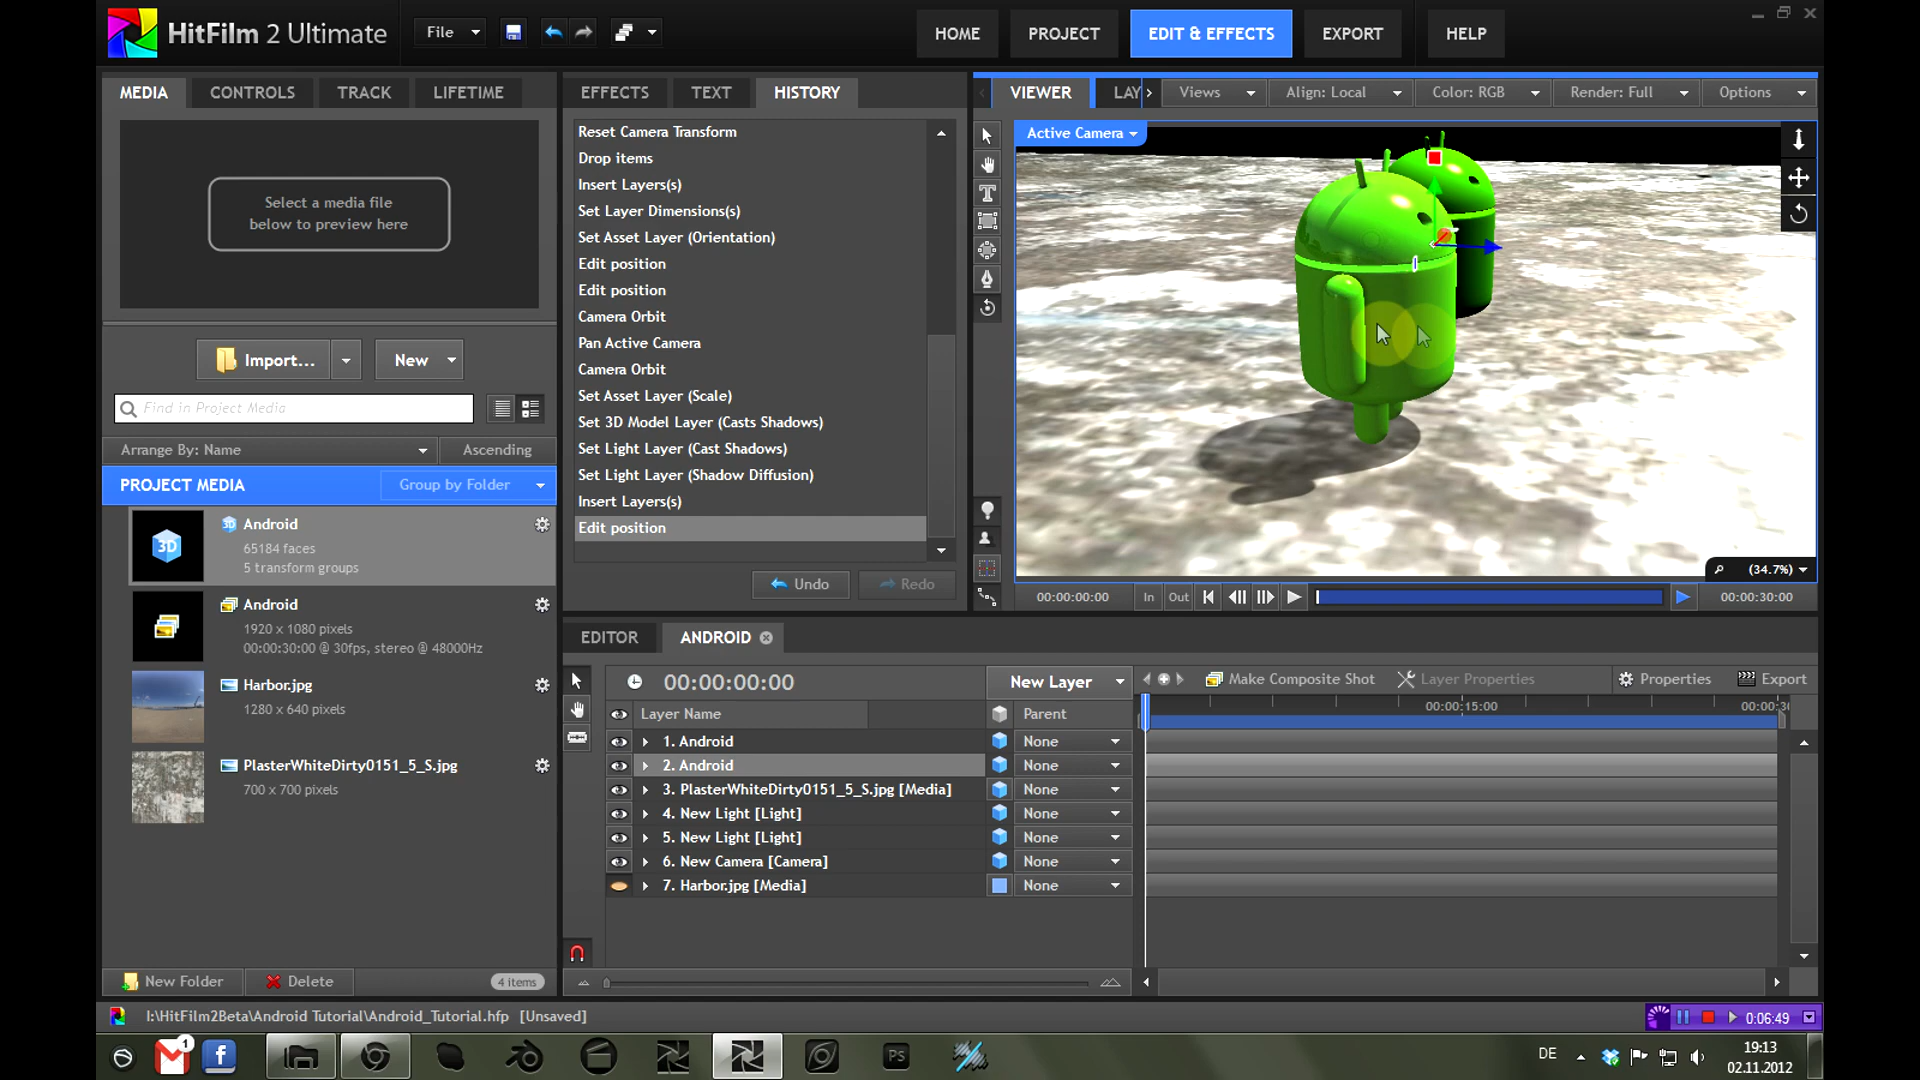 HitFilm 2 Ultimate
File
HOME
PROJECT
EDIT & EFFECTS
EXPORT
HELP
MEDIA
CONTROLS
TRACK
LIFETIME
Select a media file
below to preview here
Import...
New
Find in Project Media
Arrange By: Name
Ascending
PROJECT MEDIA
Group by Folder
3D
3D Android
65184 faces
5 transform groups
Android
1920 x 1080 pixels
00:00:30:00 @ 30fps, stereo @ 48000Hz
Harbor.jpg
1280 x 640 pixels
PlasterWhiteDirty0151_5_S.jpg
700 x 700 pixels
New Folder
Delete
4 items
EFFECTS
TEXT
HISTORY
Reset Camera Transform
Drop items
Insert Layers(s)
Set Layer Dimensions(s)
Set Asset Layer (Orientation)
Edit position
Edit position
Camera Orbit
Pan Active Camera
Camera Orbit
Set Asset Layer (Scale)
Set 3D Model Layer (Casts Shadows)
Set Light Layer (Cast Shadows)
Set Light Layer (Shadow Diffusion)
Insert Layers(s)
Edit position
Undo
Redo
VIEWER
LAY
Views
Align: Local
Color: RGB
Render: Full
Options
Active Camera
(34.7%)
00:00:00:00
In
Out
00:00:30:00
EDITOR
ANDROID
00:00:00:00
New Layer
Make Composite Shot
Layer Properties
Properties
Export
Layer Name
Parent
00:00:15:00
00:00:3
1. Android
None
2. Android
None
3. PlasterWhiteDirty0151_5_S.jpg [Media]
None
4. New Light [Light]
None
5. New Light [Light]
None
6. New Camera [Camera]
None
7. Harbor.jpg [Media]
None
I:\HitFilm2Beta\Android Tutorial\Android_Tutorial.hfp [Unsaved]
0:06:49
1
Ps
DE
19:13
02.11.2012